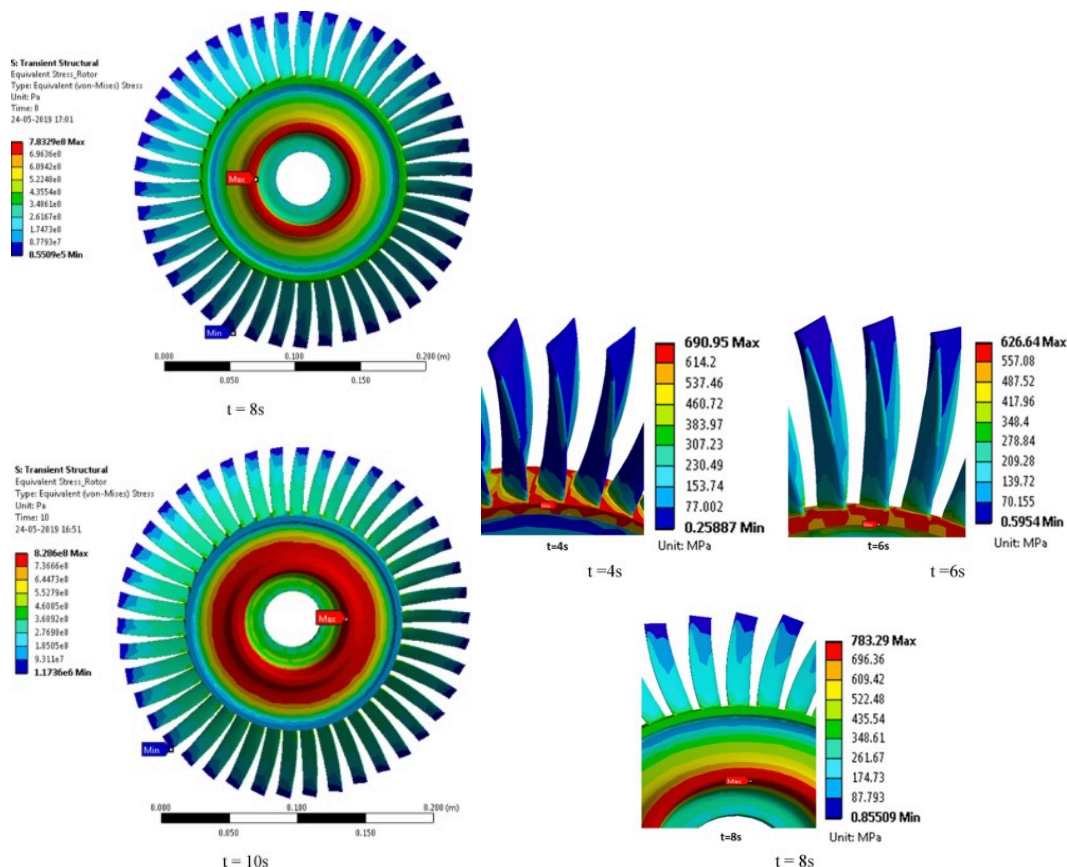 S: Transient Structural
Equivalent Stress_Rotor
Type: Equivalent (von-Mises) Stress
Unit: Pa
Time: 8
24-05-2019 17:01
7.8329e8 Max
6.9636e8
6.0942e8
5.2248e8
4.3554e8
3.4861e8
2.6167e8
1.7473e8
8.7793e7
8.5509e5 Min
Max
Min
0.000
0.100
0.200 (m)
0.050
0.150
t = 8s
S: Transient Structural
Equivalent Stress_Rotor
Type: Equivalent (von-Mises) Stress
Unit: Pa
Time: 10
24-05-2019 16:51
8.286e8 Max
7.3666e8
6.4473e8
5.5279e8
4.6085e8
3.6892e8
2.7698e8
1.8505e8
9.311e7
1.1736e6 Min
Max
Min
0.000
0.100
0.200 (m)
0.050
0.150
t = 10s
690.95 Max
614.2
537.46
460.72
383.97
307.23
230.49
153.74
77.002
0.25887 Min
Unit: MPa
Max
t=4s
t =4s
626.64 Max
557.08
487.52
417.96
348.4
278.84
209.28
139.72
70.155
0.5954 Min
Unit: MPa
Max
t=6s
t =6s
783.29 Max
696.36
609.42
522.48
435.54
348.61
261.67
174.73
87.793
0.85509 Min
Unit: MPa
Max
t=8s
t = 8s